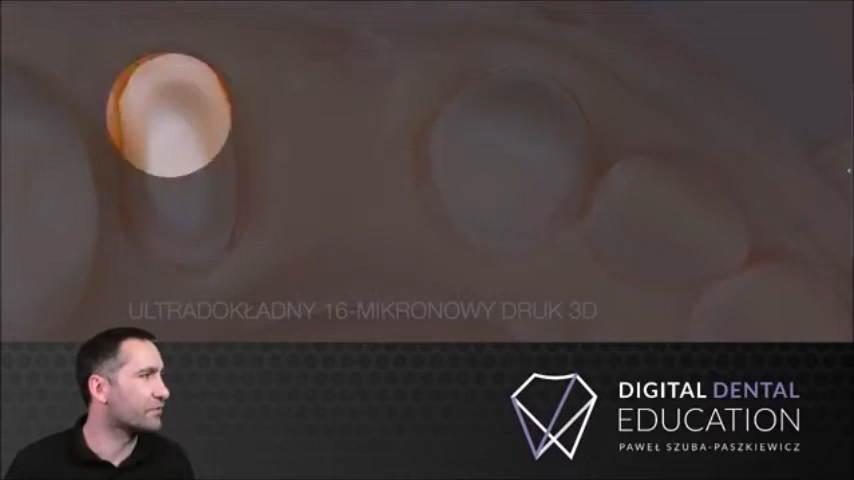 ULTRADOKŁADNY 16-MIKRONOWY DRUK 3D
DIGITAL DENTAL
EDUCATION
PAWEŁ SZUBA-PASZKIEWICZ